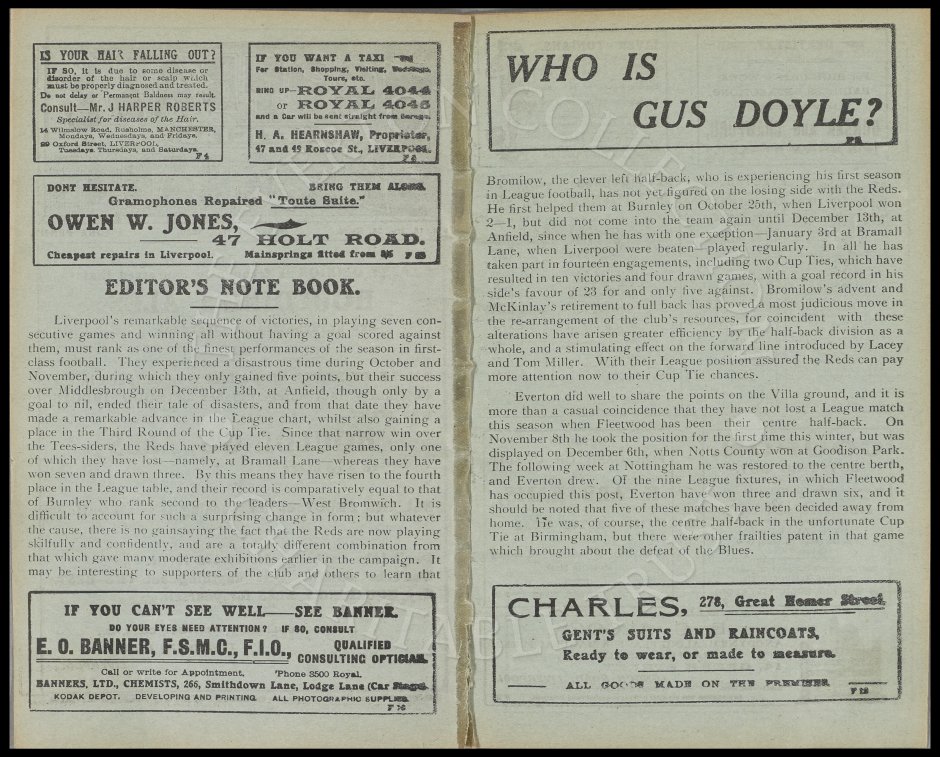 IS YOUR HAIR FALLING OUT?
IF SO, it is due to some disease or
disorder of the hair or scalp which
must be properly diagnosed and treated.
Do not delay or Permanent Baldness may result.
Consult—Mr. J HARPER ROBERTS
Specialist for diseases of the Hair.
14 Wilmslow Road, Rusholme, MANCHESTER,
Mondays, Wednesdays, and Fridays.
Oxford Street, LIVERPOOL,
Tuesdays, Thursdays, and Saturdays.
F 4
IF YOU WANT A TAXI
For Station, Shopping, Visiting, Weddings,
Tours, etc.
RING UP—ROYAL 4044
or ROYAL 4045
and a Car will be sent straight from Garage.
H. A. HEARNSHAW, Proprietor,
47 and 49 Roscoe St., LIVERPOOL.
DONT HESITATE. BRING THEM ALONG.
Gramophones Repaired "Toute Suite."
OWEN W. JONES,
47 HOLT ROAD.
Cheapest repairs in Liverpool. Mainsprings fitted from
EDITOR'S NOTE BOOK.
Liverpool's remarkable sequence of victories, in playing seven con-
secutive games and winning all without having a goal scored against
them, must rank as one of the finest performances of the season in first-
class football. They experienced a disastrous time during October and
November, during which they only gained five points, but their success
over Middlesbrough on December 13th, at Anfield, though only by a
goal to nil, ended their tale of disasters, and from that date they have
made a remarkable advance in the League chart, whilst also gaining a
place in the Third Round of the Cup Tie. Since that narrow win over
the Tees-siders, the Reds have played eleven League games, only one
of which they have lost—namely, at Bramall Lane—whereas they have
won seven and drawn three. By this means they have risen to the fourth
place in the League table, and their record is comparatively equal to that
of Burnley who rank second to the leaders—West Bromwich. It is
difficult to account for such a surprising change in form; but whatever
the cause, there is no gainsaying the fact that the Reds are now playing
skilfully and confidently, and are a totally different combination from
that which gave many moderate exhibitions earlier in the campaign. It
may be interesting to supporters of the club and others to learn that
IF YOU CAN'T SEE WELL—SEE BANNER.
DO YOUR EYES NEED ATTENTION? IF SO, CONSULT
E. O. BANNER, F.S.M.C., F.I.O., QUALIFIED
CONSULTING OPTICIAN.
Call or write for Appointment. 'Phone 3500 Royal.
BANNERS, LTD., CHEMISTS, 266, Smithdown Lane, Lodge Lane (Car Stage).
KODAK DEPOT. DEVELOPING AND PRINTING. ALL PHOTOGRAPHIC SUPPLIES.
F 16
WHO IS
GUS DOYLE?
Bromilow, the clever left half-back, who is experiencing his first season
in League football, has not yet figured on the losing side with the Reds.
He first helped them at Burnley on October 25th, when Liverpool won
2—1, but did not come into the team again until December 13th, at
Anfield, since when he has with one exception—January 3rd at Bramall
Lane, when Liverpool were beaten—played regularly. In all he has
taken part in fourteen engagements, including two Cup Ties, which have
resulted in ten victories and four drawn games, with a goal record in his
side's favour of 23 for and only five against. Bromilow's advent and
McKinlay's retirement to full back has proved a most judicious move in
the re-arrangement of the club's resources, for coincident with these
alterations have arisen greater efficiency by the half-back division as a
whole, and a stimulating effect on the forward line introduced by Lacey
and Tom Miller. With their League position assured the Reds can pay
more attention now to their Cup Tie chances.
Everton did well to share the points on the Villa ground, and it is
more than a casual coincidence that they have not lost a League match
this season when Fleetwood has been their centre half-back. On
November 8th he took the position for the first time this winter, but was
displayed on December 6th, when Notts County won at Goodison Park.
The following week at Nottingham he was restored to the centre berth,
and Everton drew. Of the nine League fixtures, in which Fleetwood
has occupied this post, Everton have won three and drawn six, and it
should be noted that five of these matches have been decided away from
home. He was, of course, the centre half-back in the unfortunate Cup
Tie at Birmingham, but there were other frailties patent in that game
which brought about the defeat of the Blues.
CHARLES, 278, Great Homer Street.
GENT'S SUITS AND RAINCOATS,
Ready to wear, or made to measure.
ALL GOODS MADE ON THE PREMISES.